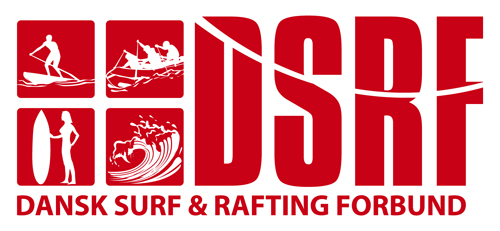 DSRF
DANSK SURF & RAFTING FORBUND